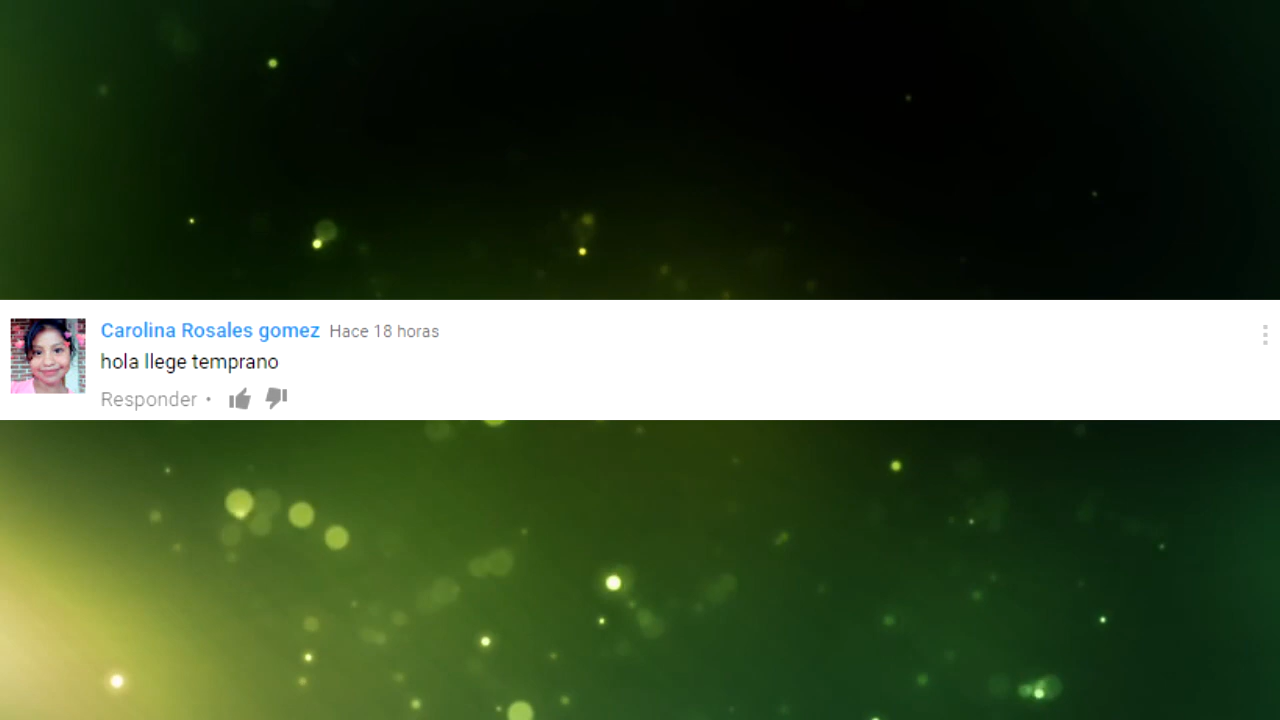 Carolina Rosales gomez Hace 18 horas
hola llege temprano
Responder •